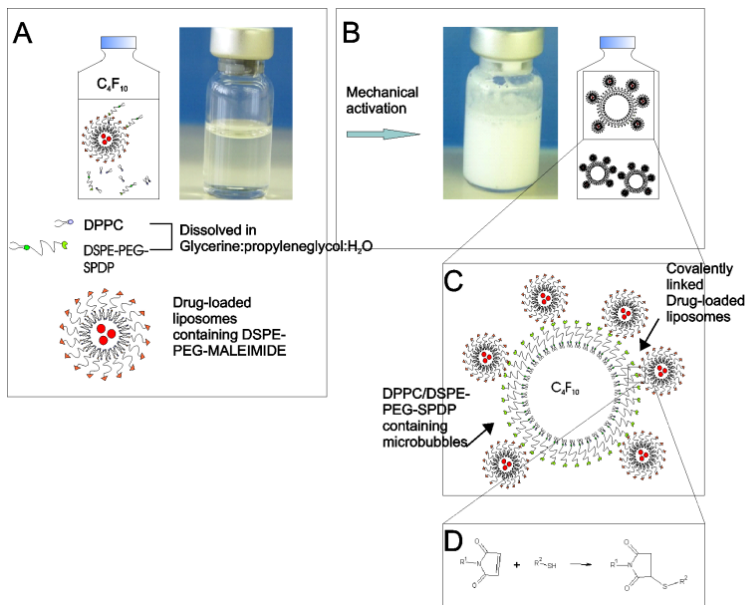 A
C₄F₁₀
DPPC
DSPE-PEG-
SPDP
Dissolved in
Glycerine:propyleneglycol:H₂O
Drug-loaded
liposomes
containing DSPE-
PEG-MALEIMIDE
B
Mechanical
activation
C
Covalently
linked
Drug-loaded
liposomes
C₄F₁₀
DPPC/DSPE-
PEG-SPDP
containing
microbubbles
D
O
R¹ N
O
+
R² SH
O
R¹ N
O
S R²